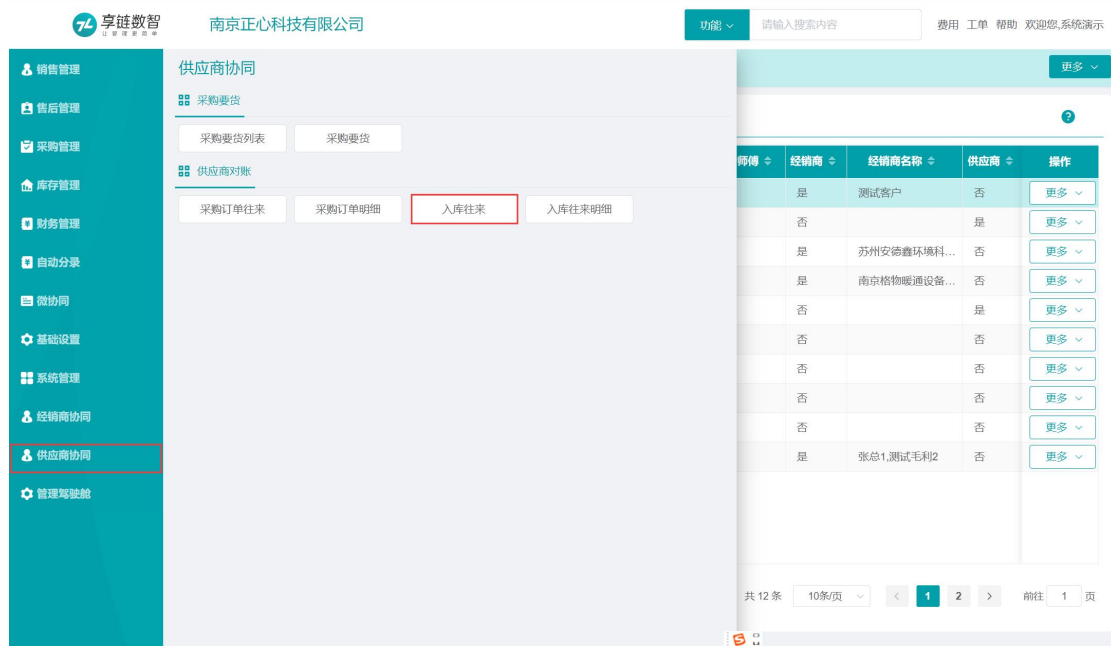 享链数智
让管理更简单
南京正心科技有限公司
功能
请输入搜索内容
费用 工单 帮助 欢迎您,系统演示
销售管理
售后管理
采购管理
库存管理
财务管理
自动分录
微协同
基础设置
系统管理
经销商协同
供应商协同
管理驾驶舱
供应商协同
采购要货
采购要货列表 采购要货
供应商对账
采购订单往来 采购订单明细 入库往来 入库往来明细
更多
师傅 经销商 经销商名称 供应商 操作
是 测试客户 否 更多
否 是 更多
是 苏州安德鑫环境科... 否 更多
是 南京格物暖通设备... 否 更多
否 是 更多
否 否 更多
否 否 更多
否 否 更多
否 否 更多
是 张总1,测试毛利2 否 更多
共 12 条 10条/页 1 2 前往 1 页